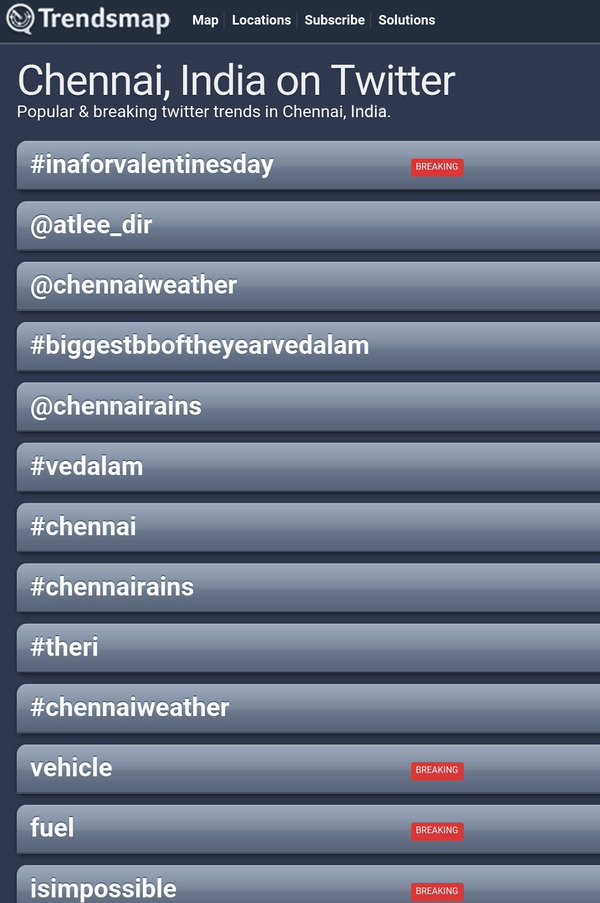 Trendsmap Map Locations Subscribe Solutions
Chennai, India on Twitter
Popular & breaking twitter trends in Chennai, India.
#inaforvalentinesday BREAKING
@atlee_dir
@chennaiweather
#biggestbboftheyearvedalam
@chennairains
#vedalam
#chennai
#chennairains
#theri
#chennaiweather
vehicle BREAKING
fuel BREAKING
isimpossible BREAKING